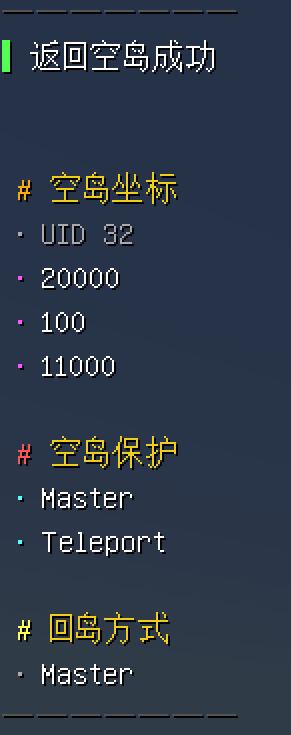 返回空岛成功
# 空岛坐标
· UID 32
· 20000
· 100
· 11000
# 空岛保护
· Master
· Teleport
# 回岛方式
· Master